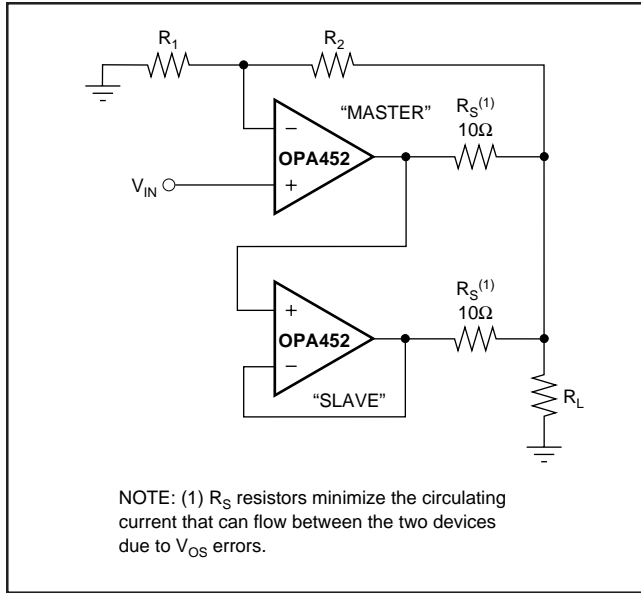 R1
R2
"MASTER"
RS(1)
10Ω
–
OPA452
+
VIN
RS(1)
10Ω
+
OPA452
–
"SLAVE"
RL
NOTE: (1) RS resistors minimize the circulating
current that can flow between the two devices
due to VOS errors.